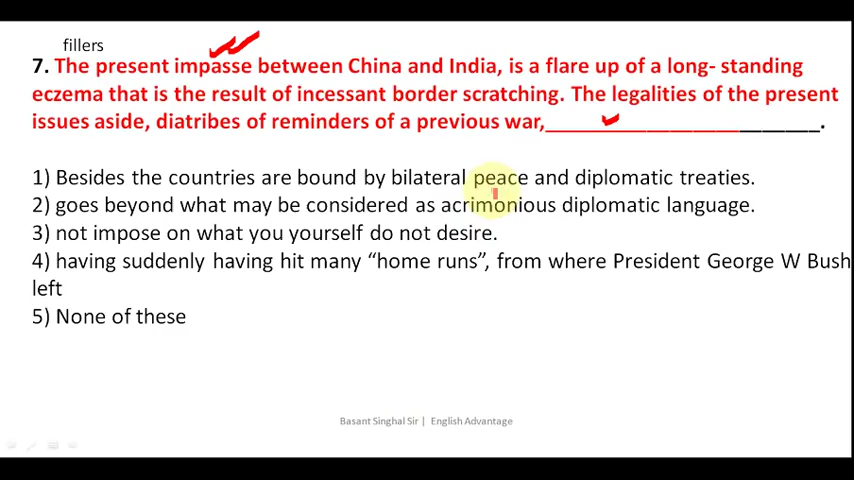 fillers
7. The present impasse between China and India, is a flare up of a long- standing
eczema that is the result of incessant border scratching. The legalities of the present
issues aside, diatribes of reminders of a previous war,____________________.
1) Besides the countries are bound by bilateral peace and diplomatic treaties.
2) goes beyond what may be considered as acrimonious diplomatic language.
3) not impose on what you yourself do not desire.
4) having suddenly having hit many “home runs”, from where President George W Bush
left
5) None of these
Basant Singhal Sir | English Advantage